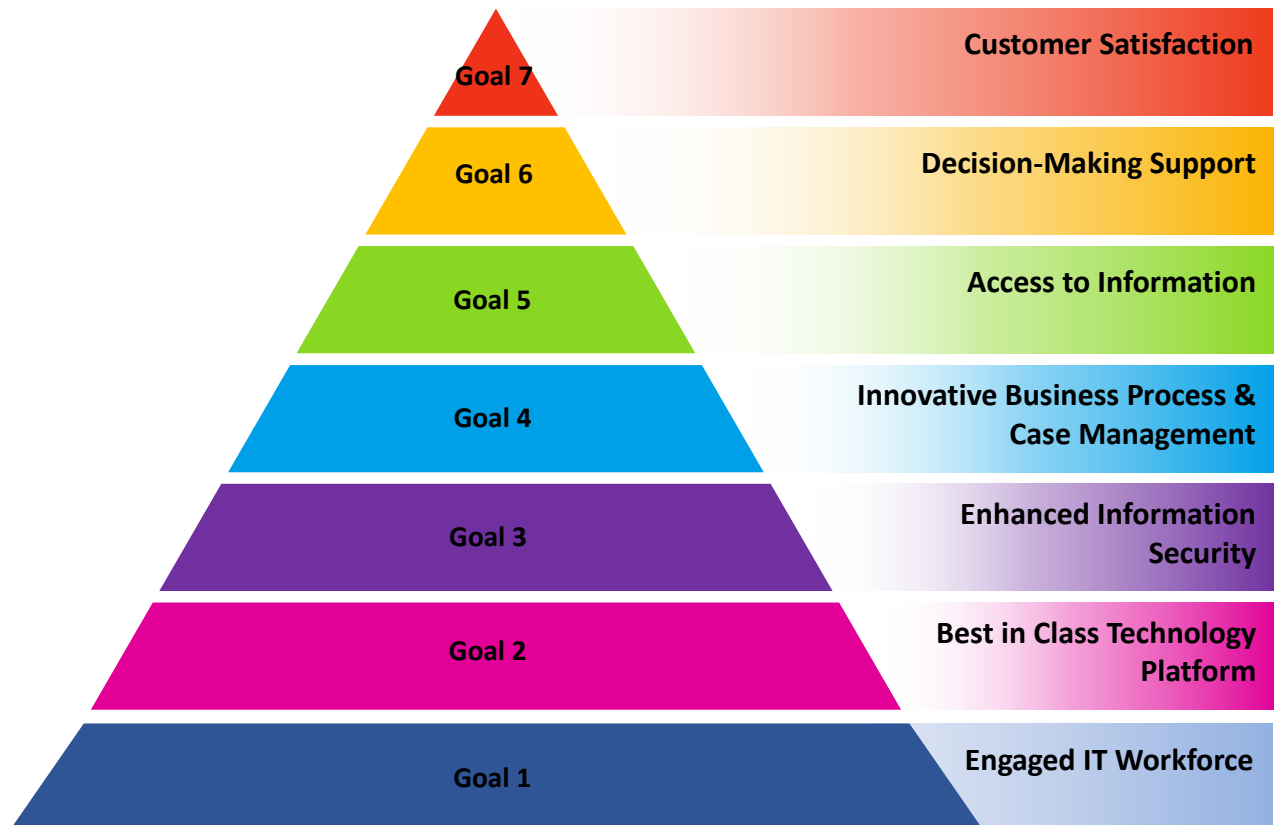 Goal 7
Customer Satisfaction
Goal 6
Decision-Making Support
Goal 5
Access to Information
Goal 4
Innovative Business Process &
Case Management
Goal 3
Enhanced Information
Security
Goal 2
Best in Class Technology
Platform
Goal 1
Engaged IT Workforce